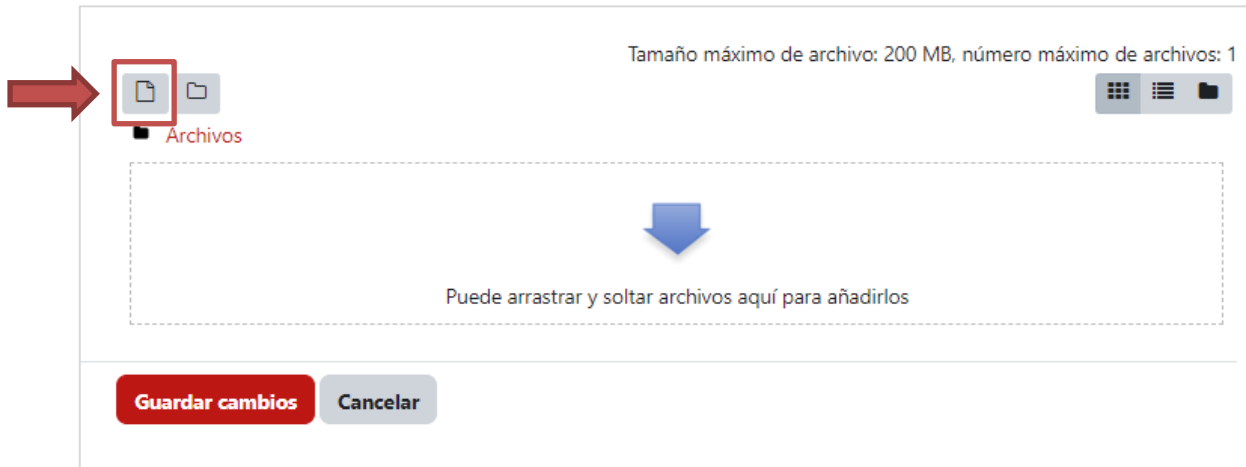 Tamaño máximo de archivo: 200 MB, número máximo de archivos: 1
Archivos
Puede arrastrar y soltar archivos aquí para añadirlos
Guardar cambios Cancelar